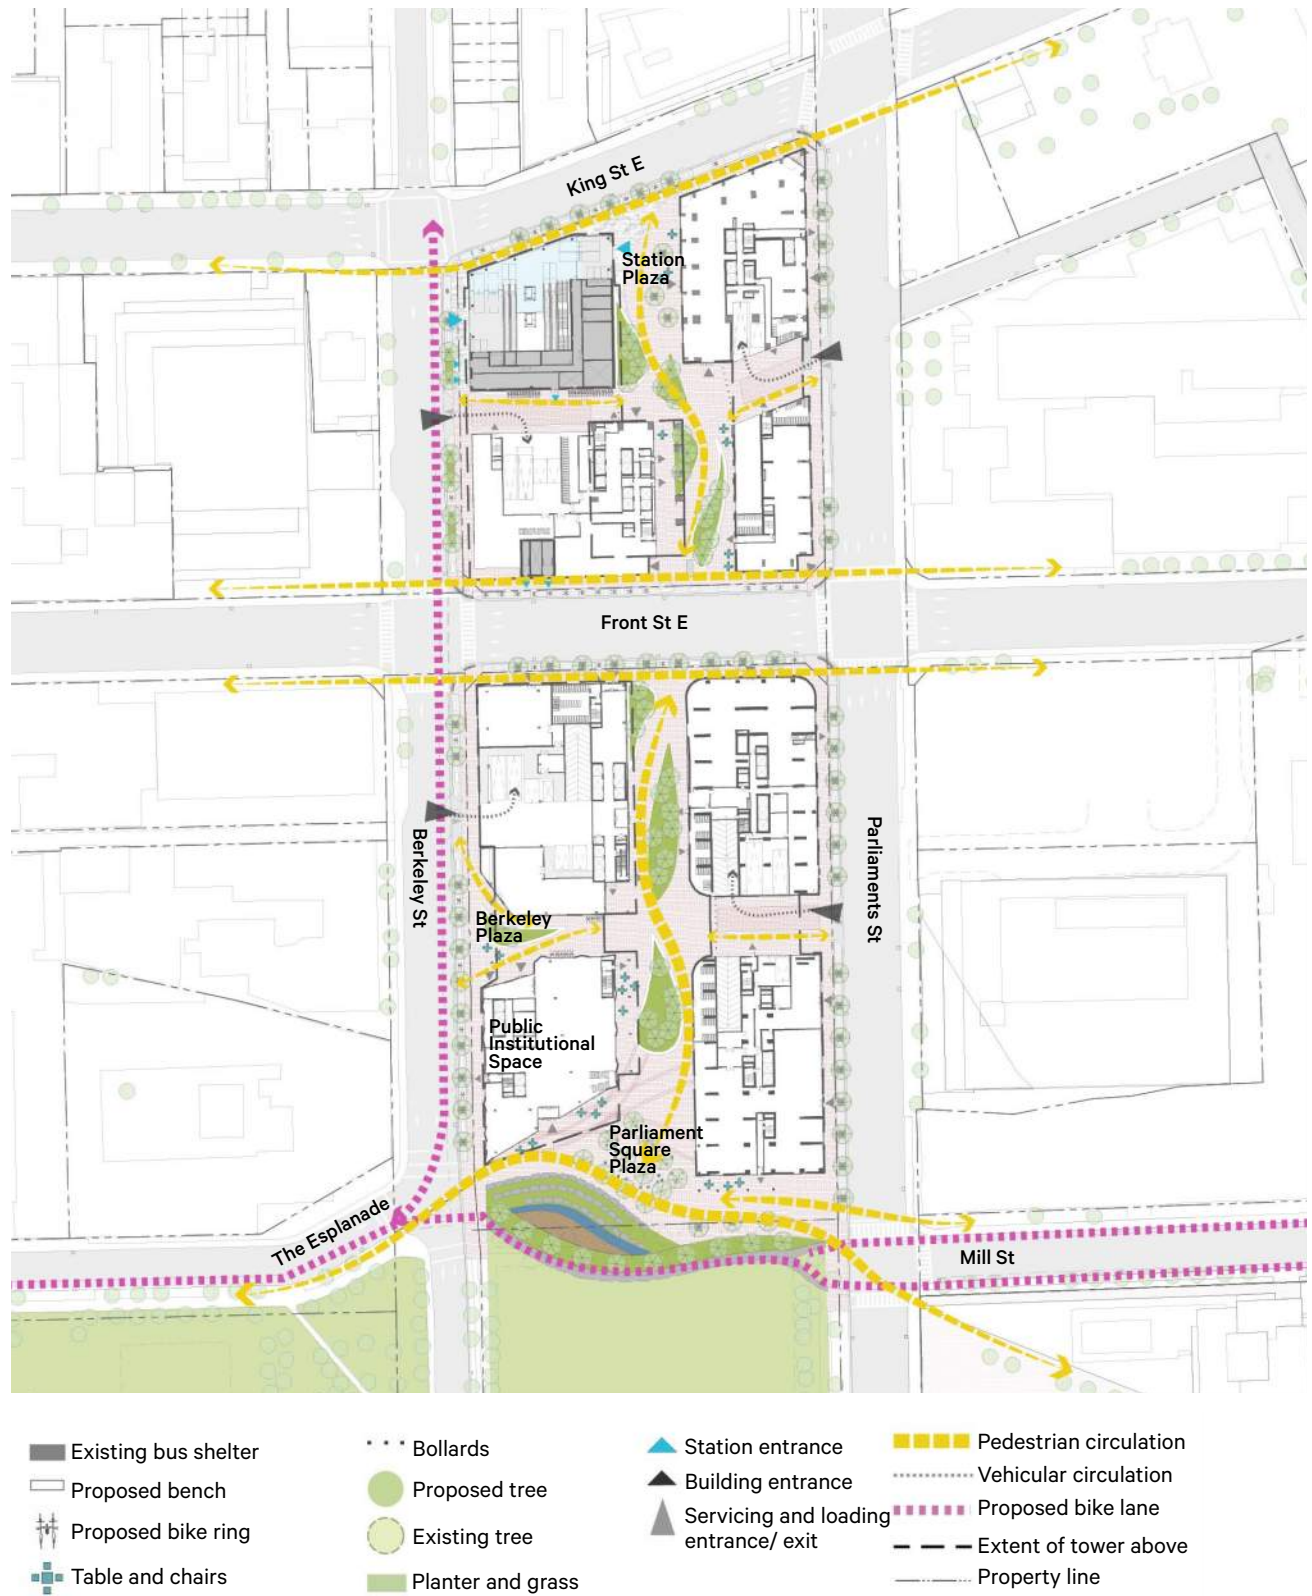 King St E
Station
Plaza
Front St E
Berkeley St
Parliaments St
Berkeley
Plaza
Public
Institutional
Space
Parliament
Square
Plaza
The Esplanade
Mill St
Existing bus shelter
Proposed bench
Proposed bike ring
Table and chairs
Bollards
Proposed tree
Existing tree
Planter and grass
Station entrance
Building entrance
Servicing and loading
entrance/ exit
Pedestrian circulation
Vehicular circulation
Proposed bike lane
Extent of tower above
Property line